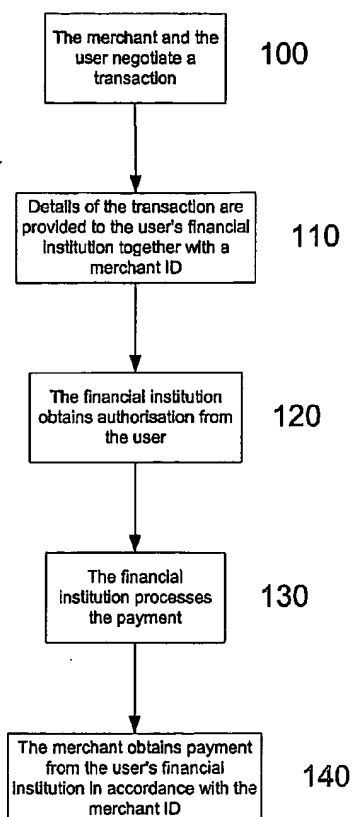 The merchant and the
user negotiate a
transaction
100
Details of the transaction are
provided to the user's financial
institution together with a
merchant ID
110
The financial institution
obtains authorisation from
the user
120
The financial
institution processes
the payment
130
The merchant obtains payment
from the user's financial
institution in accordance with the
merchant ID
140